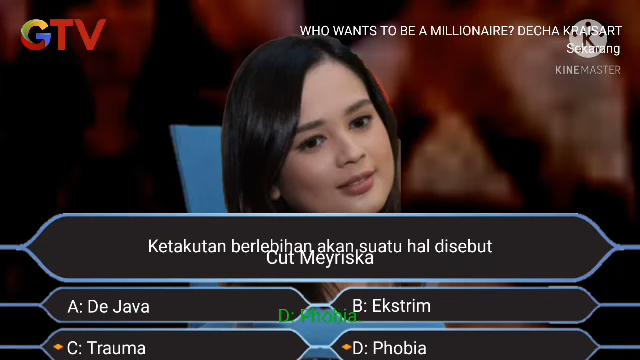 GTV
WHO WANTS TO BE A MILLIONAIRE? DECHA KRAISART
Sekarang
KINEMASTER
Ketakutan berlebihan akan suatu hal disebut
Cut Meyriska
A: De Java
B: Ekstrim
D: Phobia
C: Trauma
D: Phobia